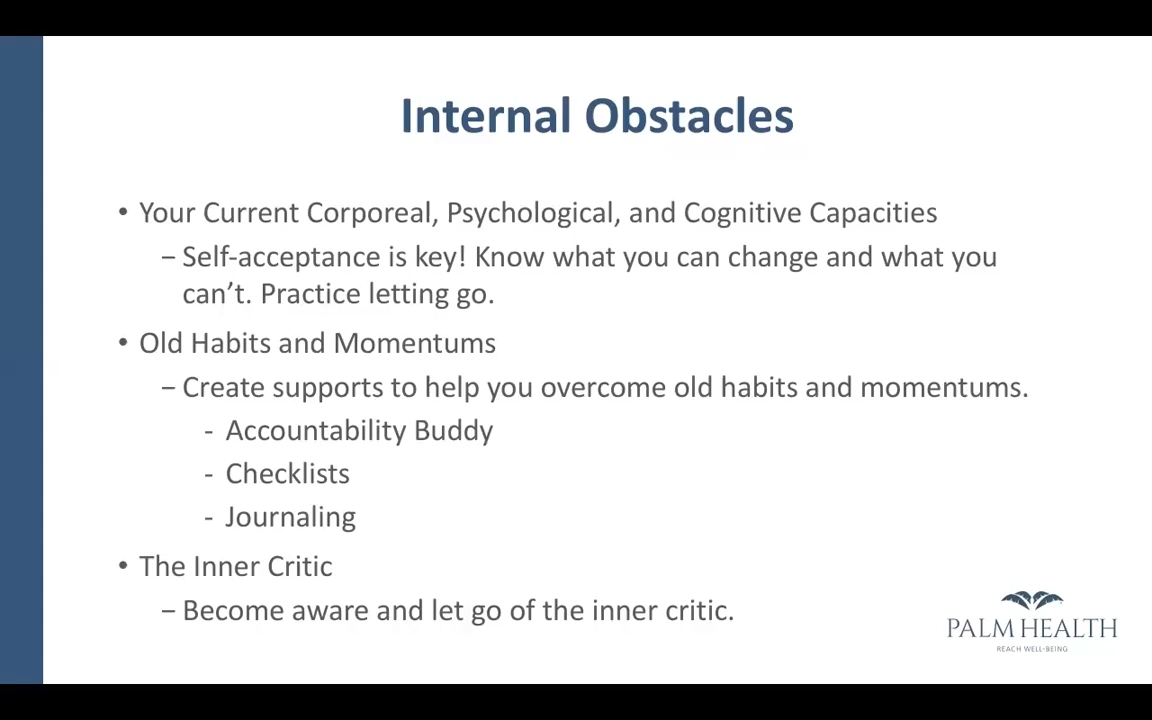 Internal Obstacles
• Your Current Corporeal, Psychological, and Cognitive Capacities
– Self-acceptance is key! Know what you can change and what you
can’t. Practice letting go.
• Old Habits and Momentums
– Create supports to help you overcome old habits and momentums.
- Accountability Buddy
- Checklists
- Journaling
• The Inner Critic
– Become aware and let go of the inner critic.
PALM HEALTH
REACH WELL-BEING